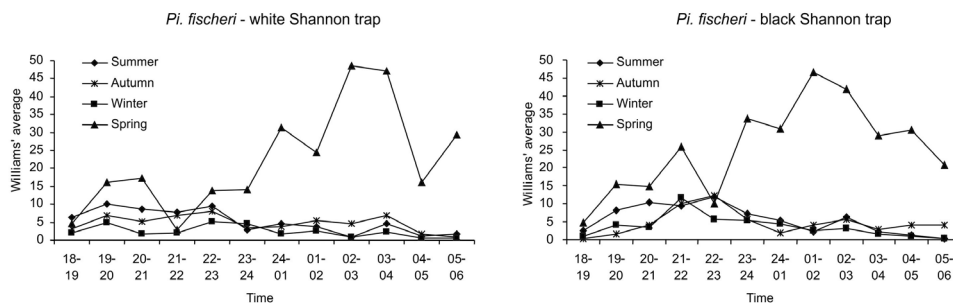 Pi. fischeri - white Shannon trap
50
45
40
35
30
25
20
15
10
5
0
Williams' average
Summer
Autumn
Winter
Spring
18- 19- 20- 21- 22- 23- 24- 01- 02- 03- 04- 05-
19 20 21 22 23 24 01 02 03 04 05 06
Time
Pi. fischeri - black Shannon trap
50
45
40
35
30
25
20
15
10
5
0
Williams' average
Summer
Autumn
Winter
Spring
18- 19- 20- 21- 22- 23- 24- 01- 02- 03- 04- 05-
19 20 21 22 23 24 01 02 03 04 05 06
Time